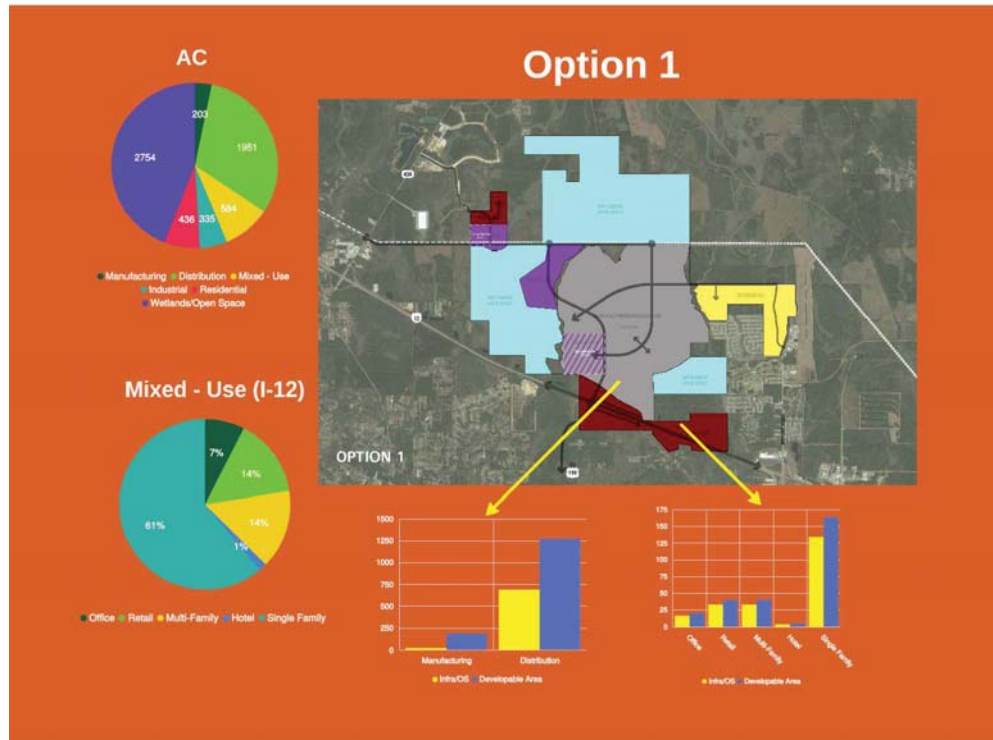 AC
Option 1
203
1951
2754
584
436
335
Manufacturing Distribution Mixed - Use
Industrial Residential
Wetlands/Open Space
12
190
OPTION 1
Mixed - Use (I-12)
7%
14%
61%
14%
1%
Office Retail Multi-Family Hotel Single Family
1500
1250
1000
750
500
250
0
Manufacturing Distribution
Infra/OS Developable Area
175
150
125
100
75
50
25
0
Office Retail Multi-Family Hotel Single Family
Infra/OS Developable Area